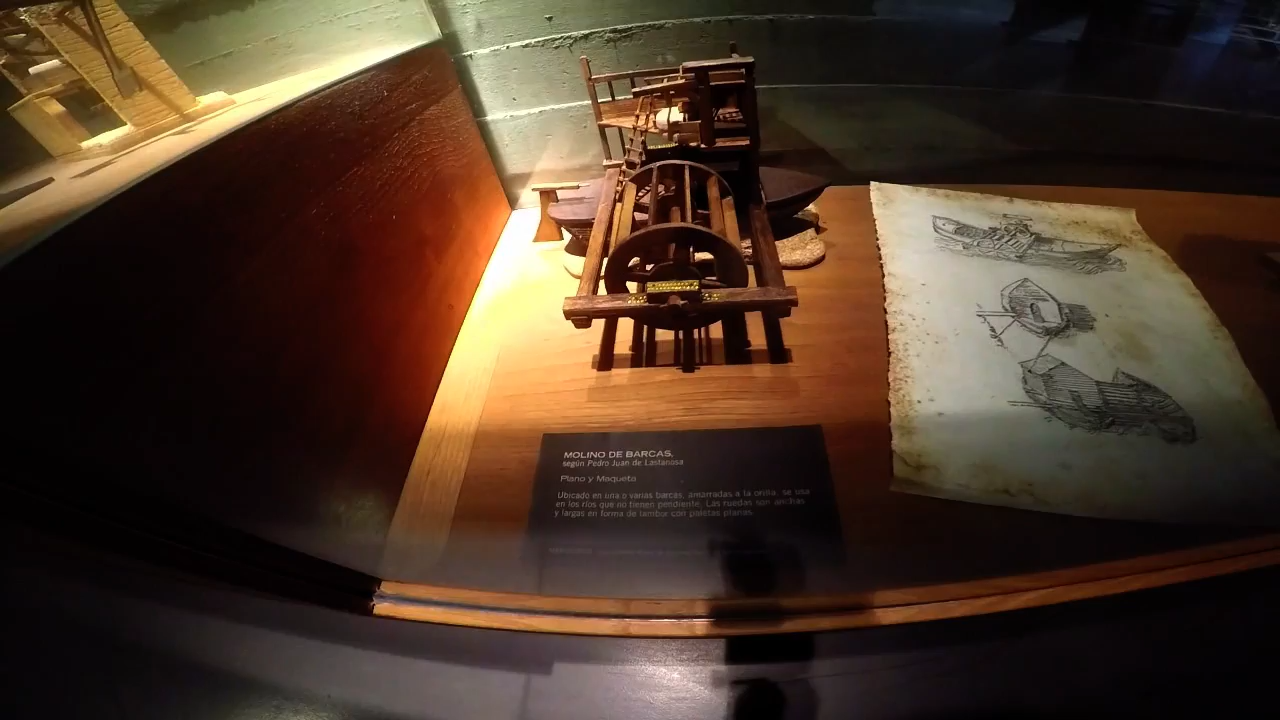 MOLINO DE BARCAS,
según Pedro Juan de Lastanosa
Plano y Maqueta
Ubicado en una o varias barcas, amarradas a la orilla, se usa
en los ríos que no tienen pendiente. Las ruedas son anchas
y largas en forma de tambor con paletas planas.